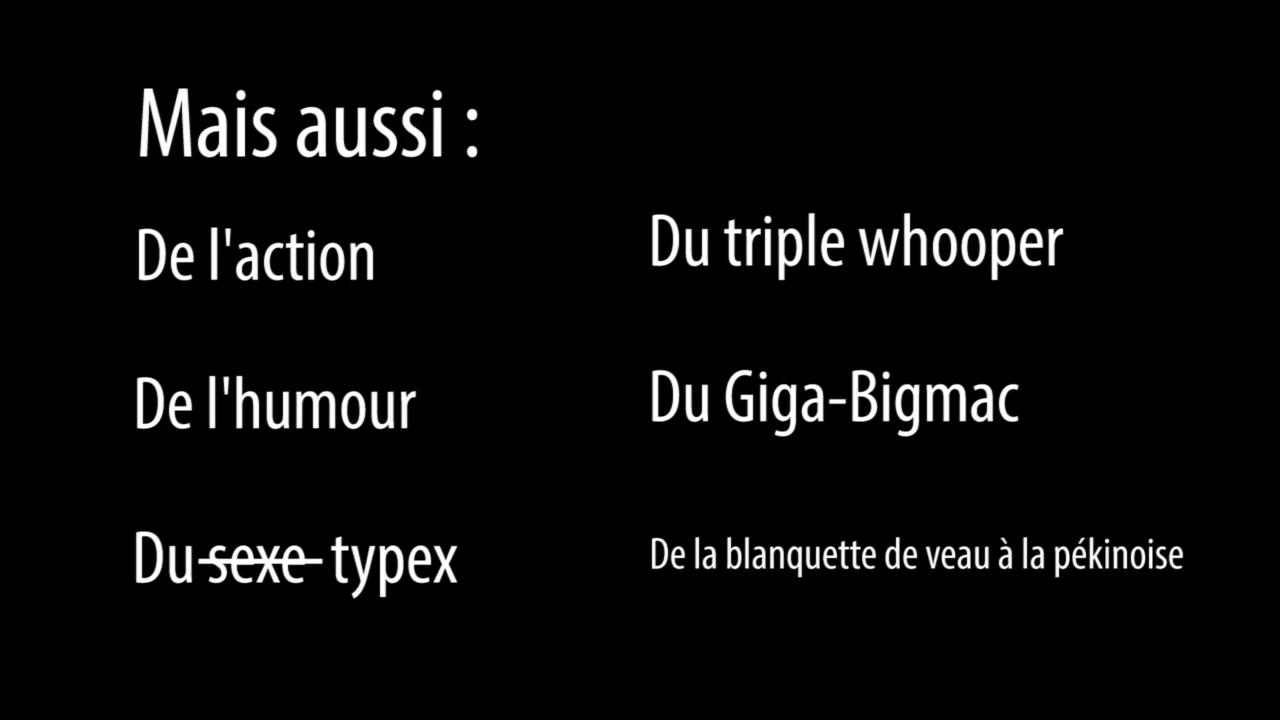 Mais aussi :
De l'action
De l'humour
Du sexe typex
Du triple whooper
Du Giga-Bigmac
De la blanquette de veau à la pékinoise